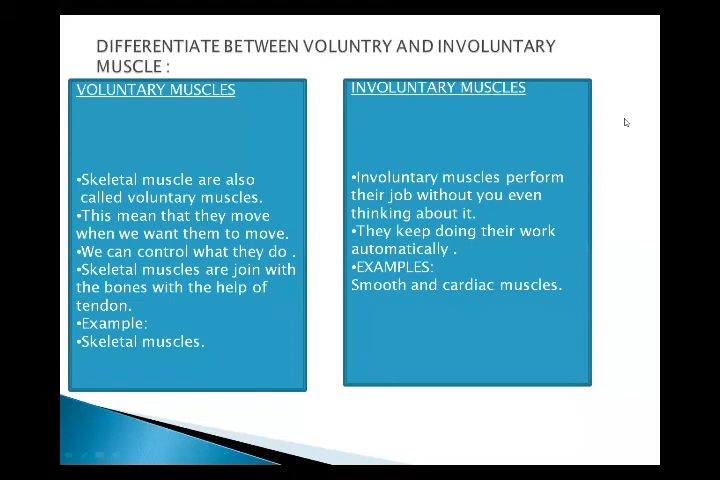 DIFFERENTIATE BETWEEN VOLUNTRY AND INVOLUNTARY
MUSCLE :
VOLUNTARY MUSCLES
•Skeletal muscle are also
called voluntary muscles.
•This mean that they move
when we want them to move.
•We can control what they do .
•Skeletal muscles are join with
the bones with the help of
tendon.
•Example:
•Skeletal muscles.
INVOLUNTARY MUSCLES
•Involuntary muscles perform
their job without you even
thinking about it.
•They keep doing their work
automatically .
•EXAMPLES:
Smooth and cardiac muscles.